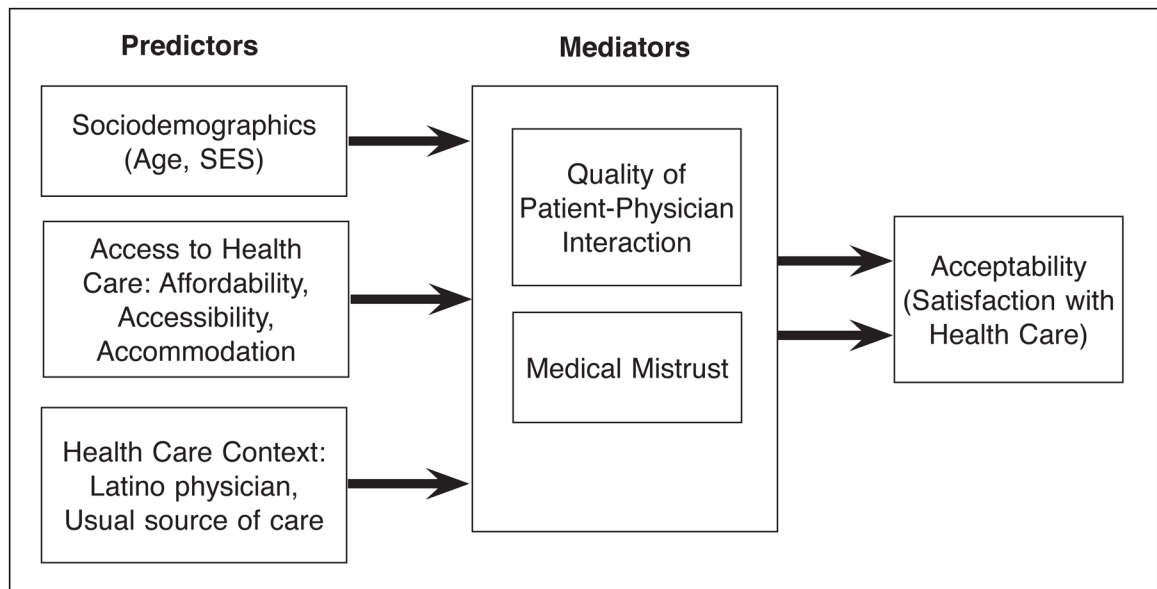 Predictors
Mediators
Sociodemographics
(Age, SES)
Access to Health
Care: Affordability,
Accessibility,
Accommodation
Health Care Context:
Latino physician,
Usual source of care
Quality of
Patient-Physician
Interaction
Medical Mistrust
Acceptability
(Satisfaction with
Health Care)